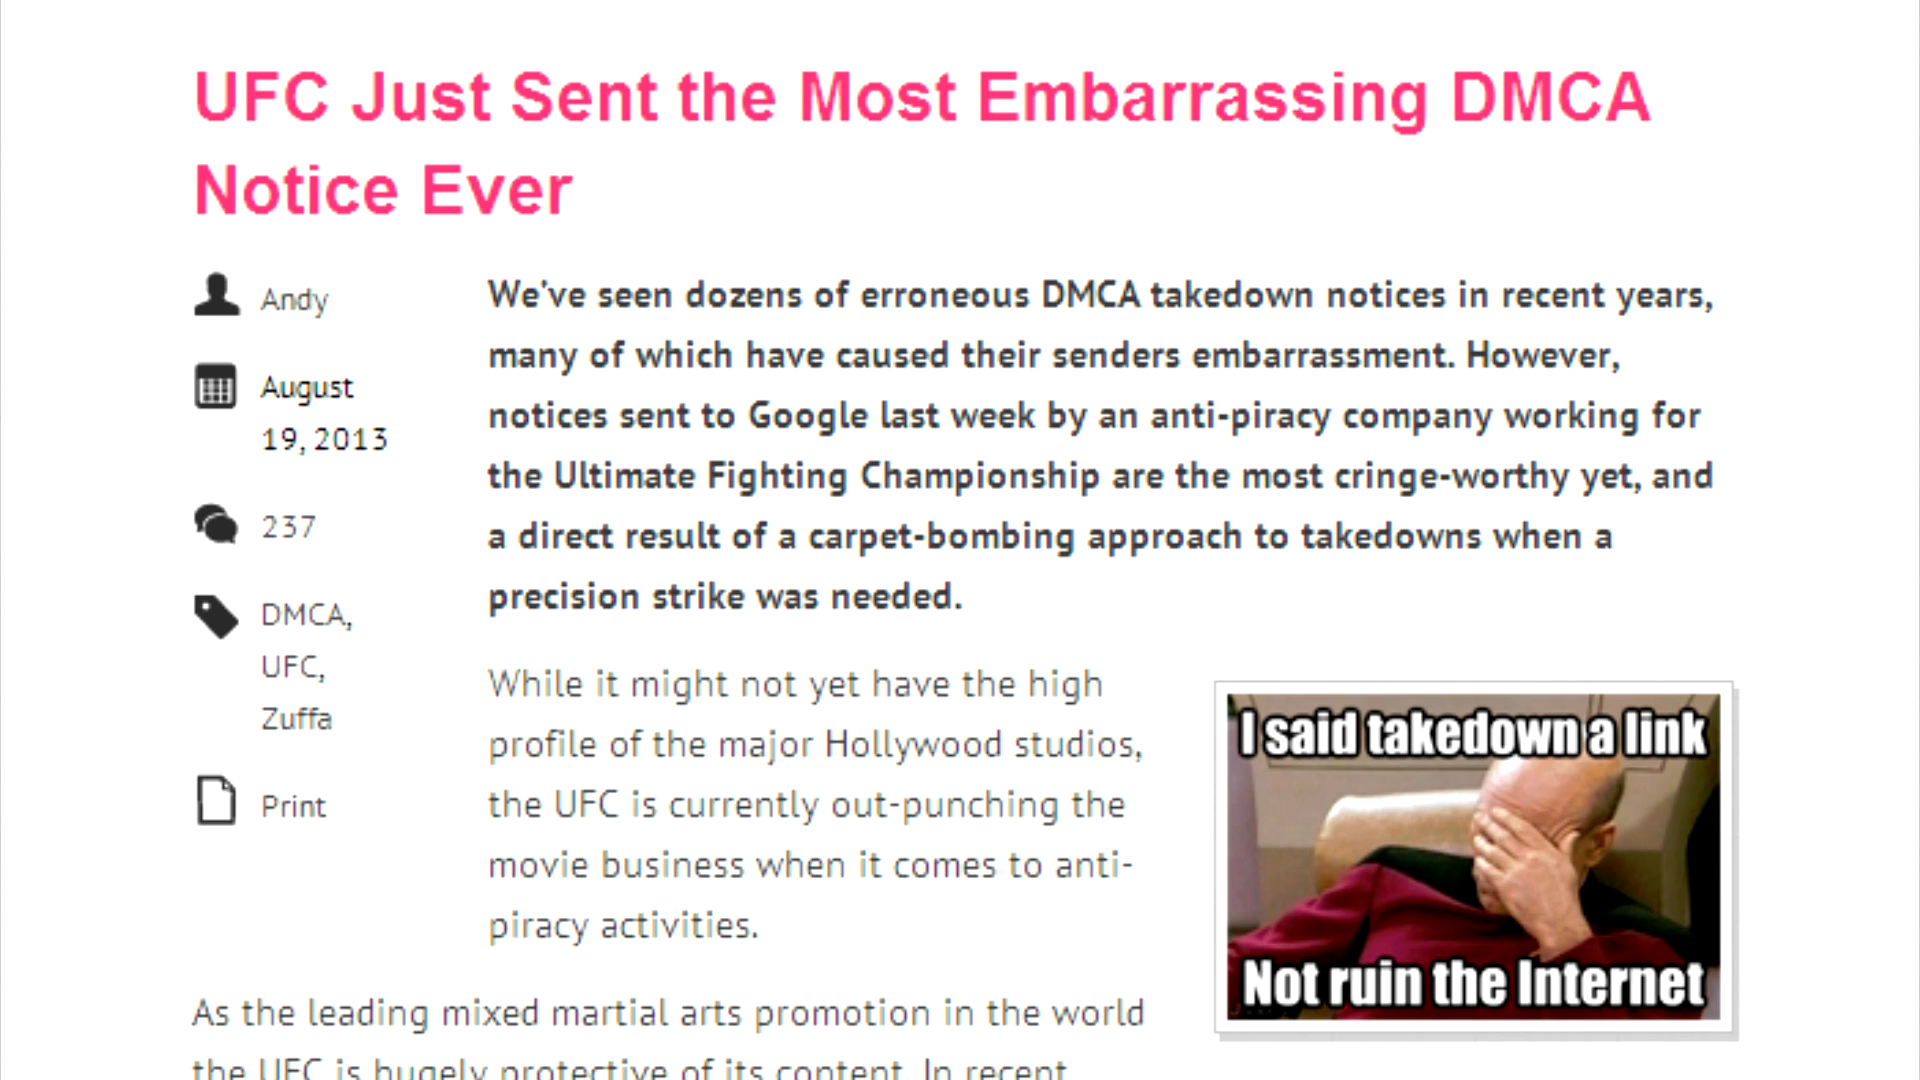 UFC Just Sent the Most Embarrassing DMCA
Notice Ever
Andy
August
19, 2013
237
DMCA,
UFC,
Zuffa
Print
We've seen dozens of erroneous DMCA takedown notices in recent years,
many of which have caused their senders embarrassment. However,
notices sent to Google last week by an anti-piracy company working for
the Ultimate Fighting Championship are the most cringe-worthy yet, and
a direct result of a carpet-bombing approach to takedowns when a
precision strike was needed.
While it might not yet have the high
profile of the major Hollywood studios,
the UFC is currently out-punching the
movie business when it comes to anti-
piracy activities.
I said takedown a link
Not ruin the Internet
As the leading mixed martial arts promotion in the world
the UFC is hugely protective of its content. In recent